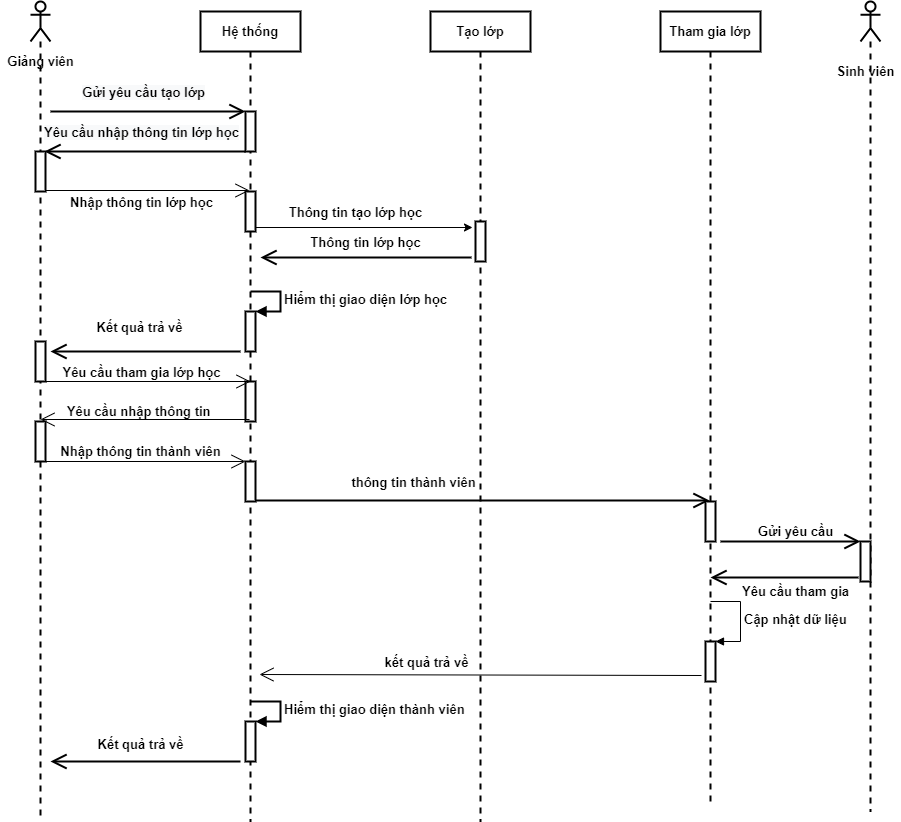 Hệ thống
Tạo lớp
Tham gia lớp
Giảng viên
Sinh viên
Gửi yêu cầu tạo lớp
Yêu cầu nhập thông tin lớp học
Nhập thông tin lớp học
Thông tin tạo lớp học
Thông tin lớp học
Hiểm thị giao diện lớp học
Kết quả trả về
Yêu cầu tham gia lớp học
Yêu cầu nhập thông tin
Nhập thông tin thành viên
thông tin thành viên
Gửi yêu cầu
Yêu cầu tham gia
Cập nhật dữ liệu
kết quả trả về
Hiểm thị giao diện thành viên
Kết quả trả về